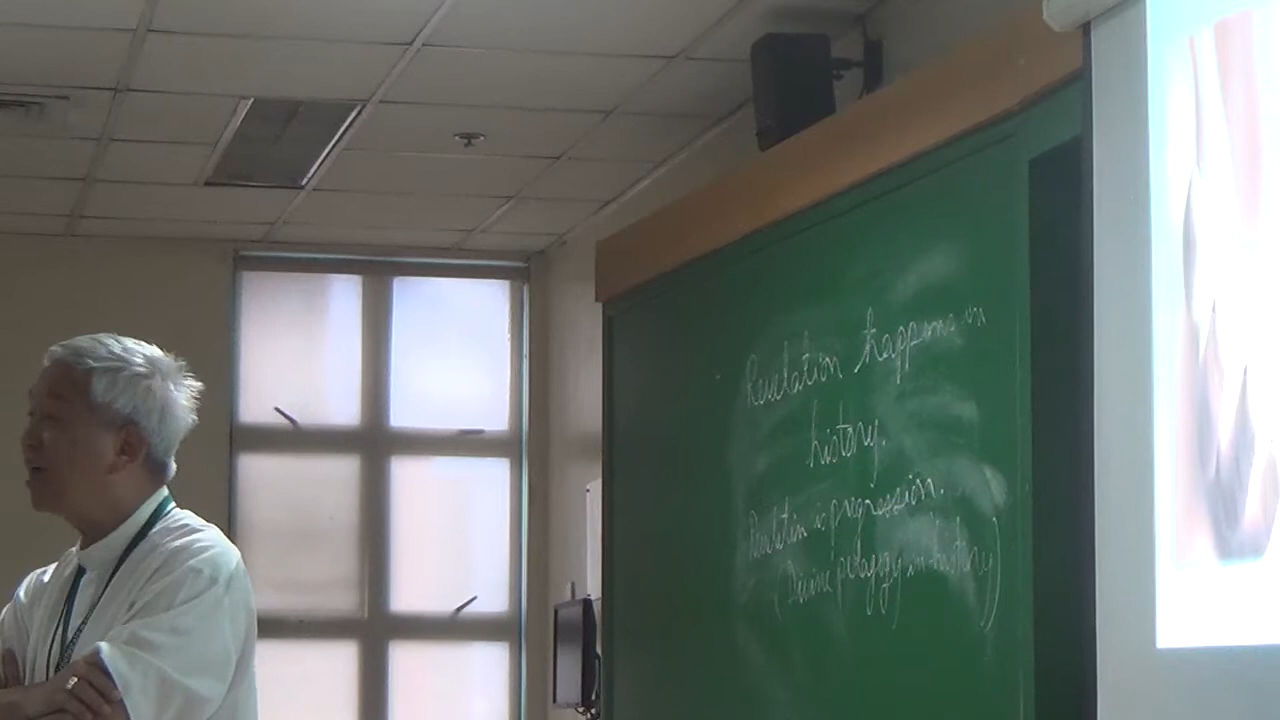 Revelation happens in
history.
Revelation is progression.
(Divine pedagogy in history)